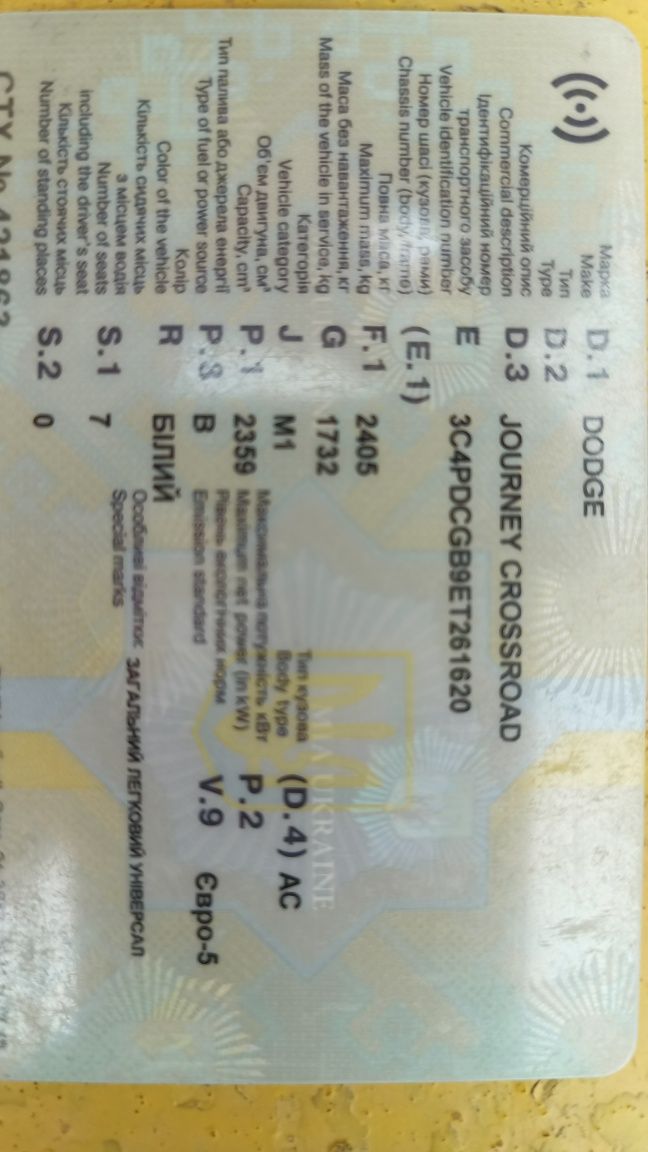 Марка
Make D.1 DODGE
Тип
Type D.2
Комерційний опис
Commercial description D.3 JOURNEY CROSSROAD
Ідентифікаційний номер
транспортного засобу
Vehicle identification number E 3C4PDCGB9ET261620
Номер шасі (кузова, рами)
Chassis number (body, frame) (E.1)
Повна маса, кг
Maximum mass, kg F.1 2405
Маса без навантаження, кг
Mass of the vehicle in service, kg G 1732
Категорія
Vehicle category J M1
Тип кузова
Body type (D.4) AC
Об'єм двигуна, см³
Capacity, cm³ P.1 2359
Максимальна потужність кВт
Maximum net power (in kW) P.2
Тип палива або джерела енергії
Type of fuel or power source P.3 B
Рівень екологічних норм
Emission standard V.9 Євро-5
Колір
Color of the vehicle R БІЛИЙ
Кількість сидячих місць
з місцем водія
Number of seats
including the driver's seat S.1 7
Особливі відмітки: ЗАГАЛЬНИЙ ЛЕГКОВИЙ УНІВЕРСАЛ
Special marks
Кількість стоячих місць
Number of standing places S.2 0
MIA UKRAINE